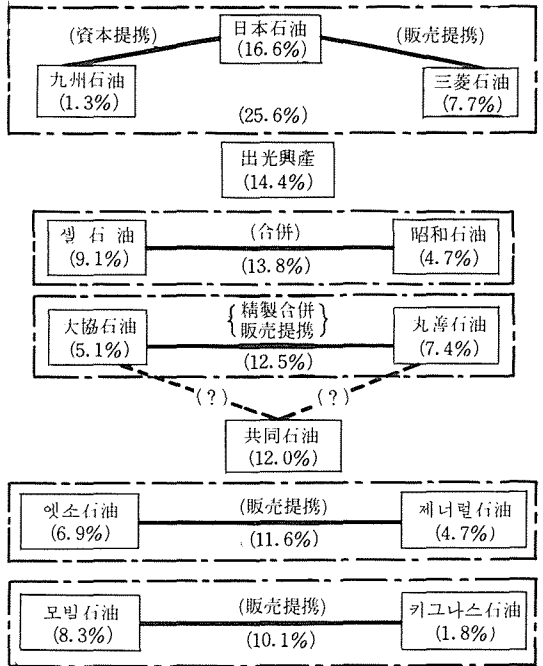 日本石油
(16.6%)
(資本提携)
(販売提携)
九州石油
(1.3%)
三菱石油
(7.7%)
(25.6%)
出光興產
(14.4%)
셸石油
(9.1%)
(合併)
(13.8%)
昭和石油
(4.7%)
大協石油
(5.1%)
精製合併
販売提携
(12.5%)
丸善石油
(7.4%)
(?)
(?)
共同石油
(12.0%)
엣소石油
(6.9%)
(販売提携)
(11.6%)
제너럴石油
(4.7%)
모빌石油
(8.3%)
(販売提携)
(10.1%)
키그나스石油
(1.8%)